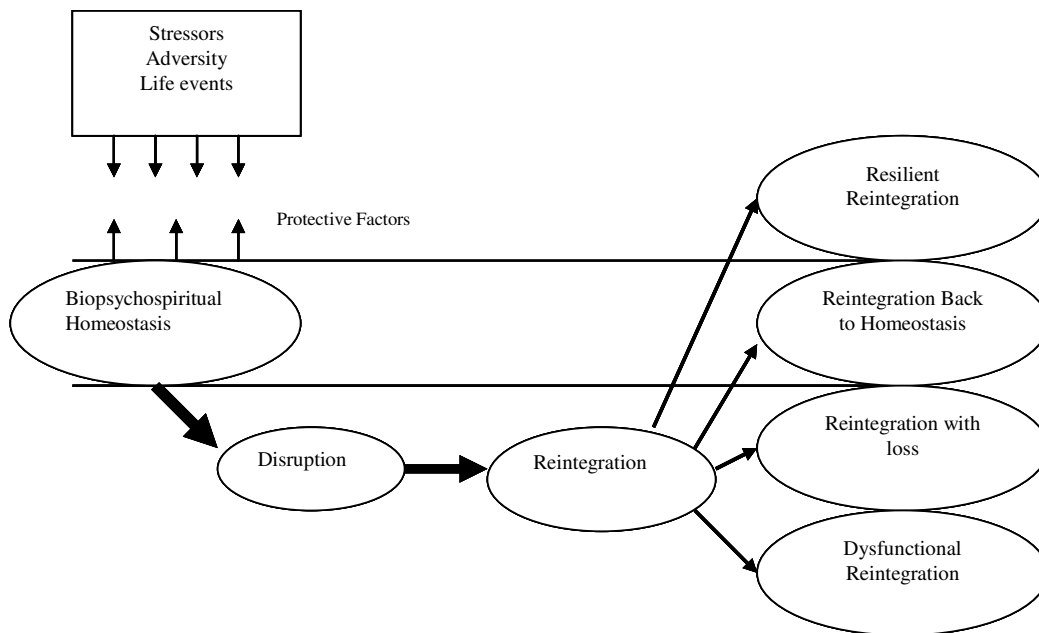 Stressors
Adversity
Life events
Protective Factors
Biopsychospiritual
Homeostasis
Disruption
Reintegration
Resilient
Reintegration
Reintegration Back
to Homeostasis
Reintegration with
loss
Dysfunctional
Reintegration